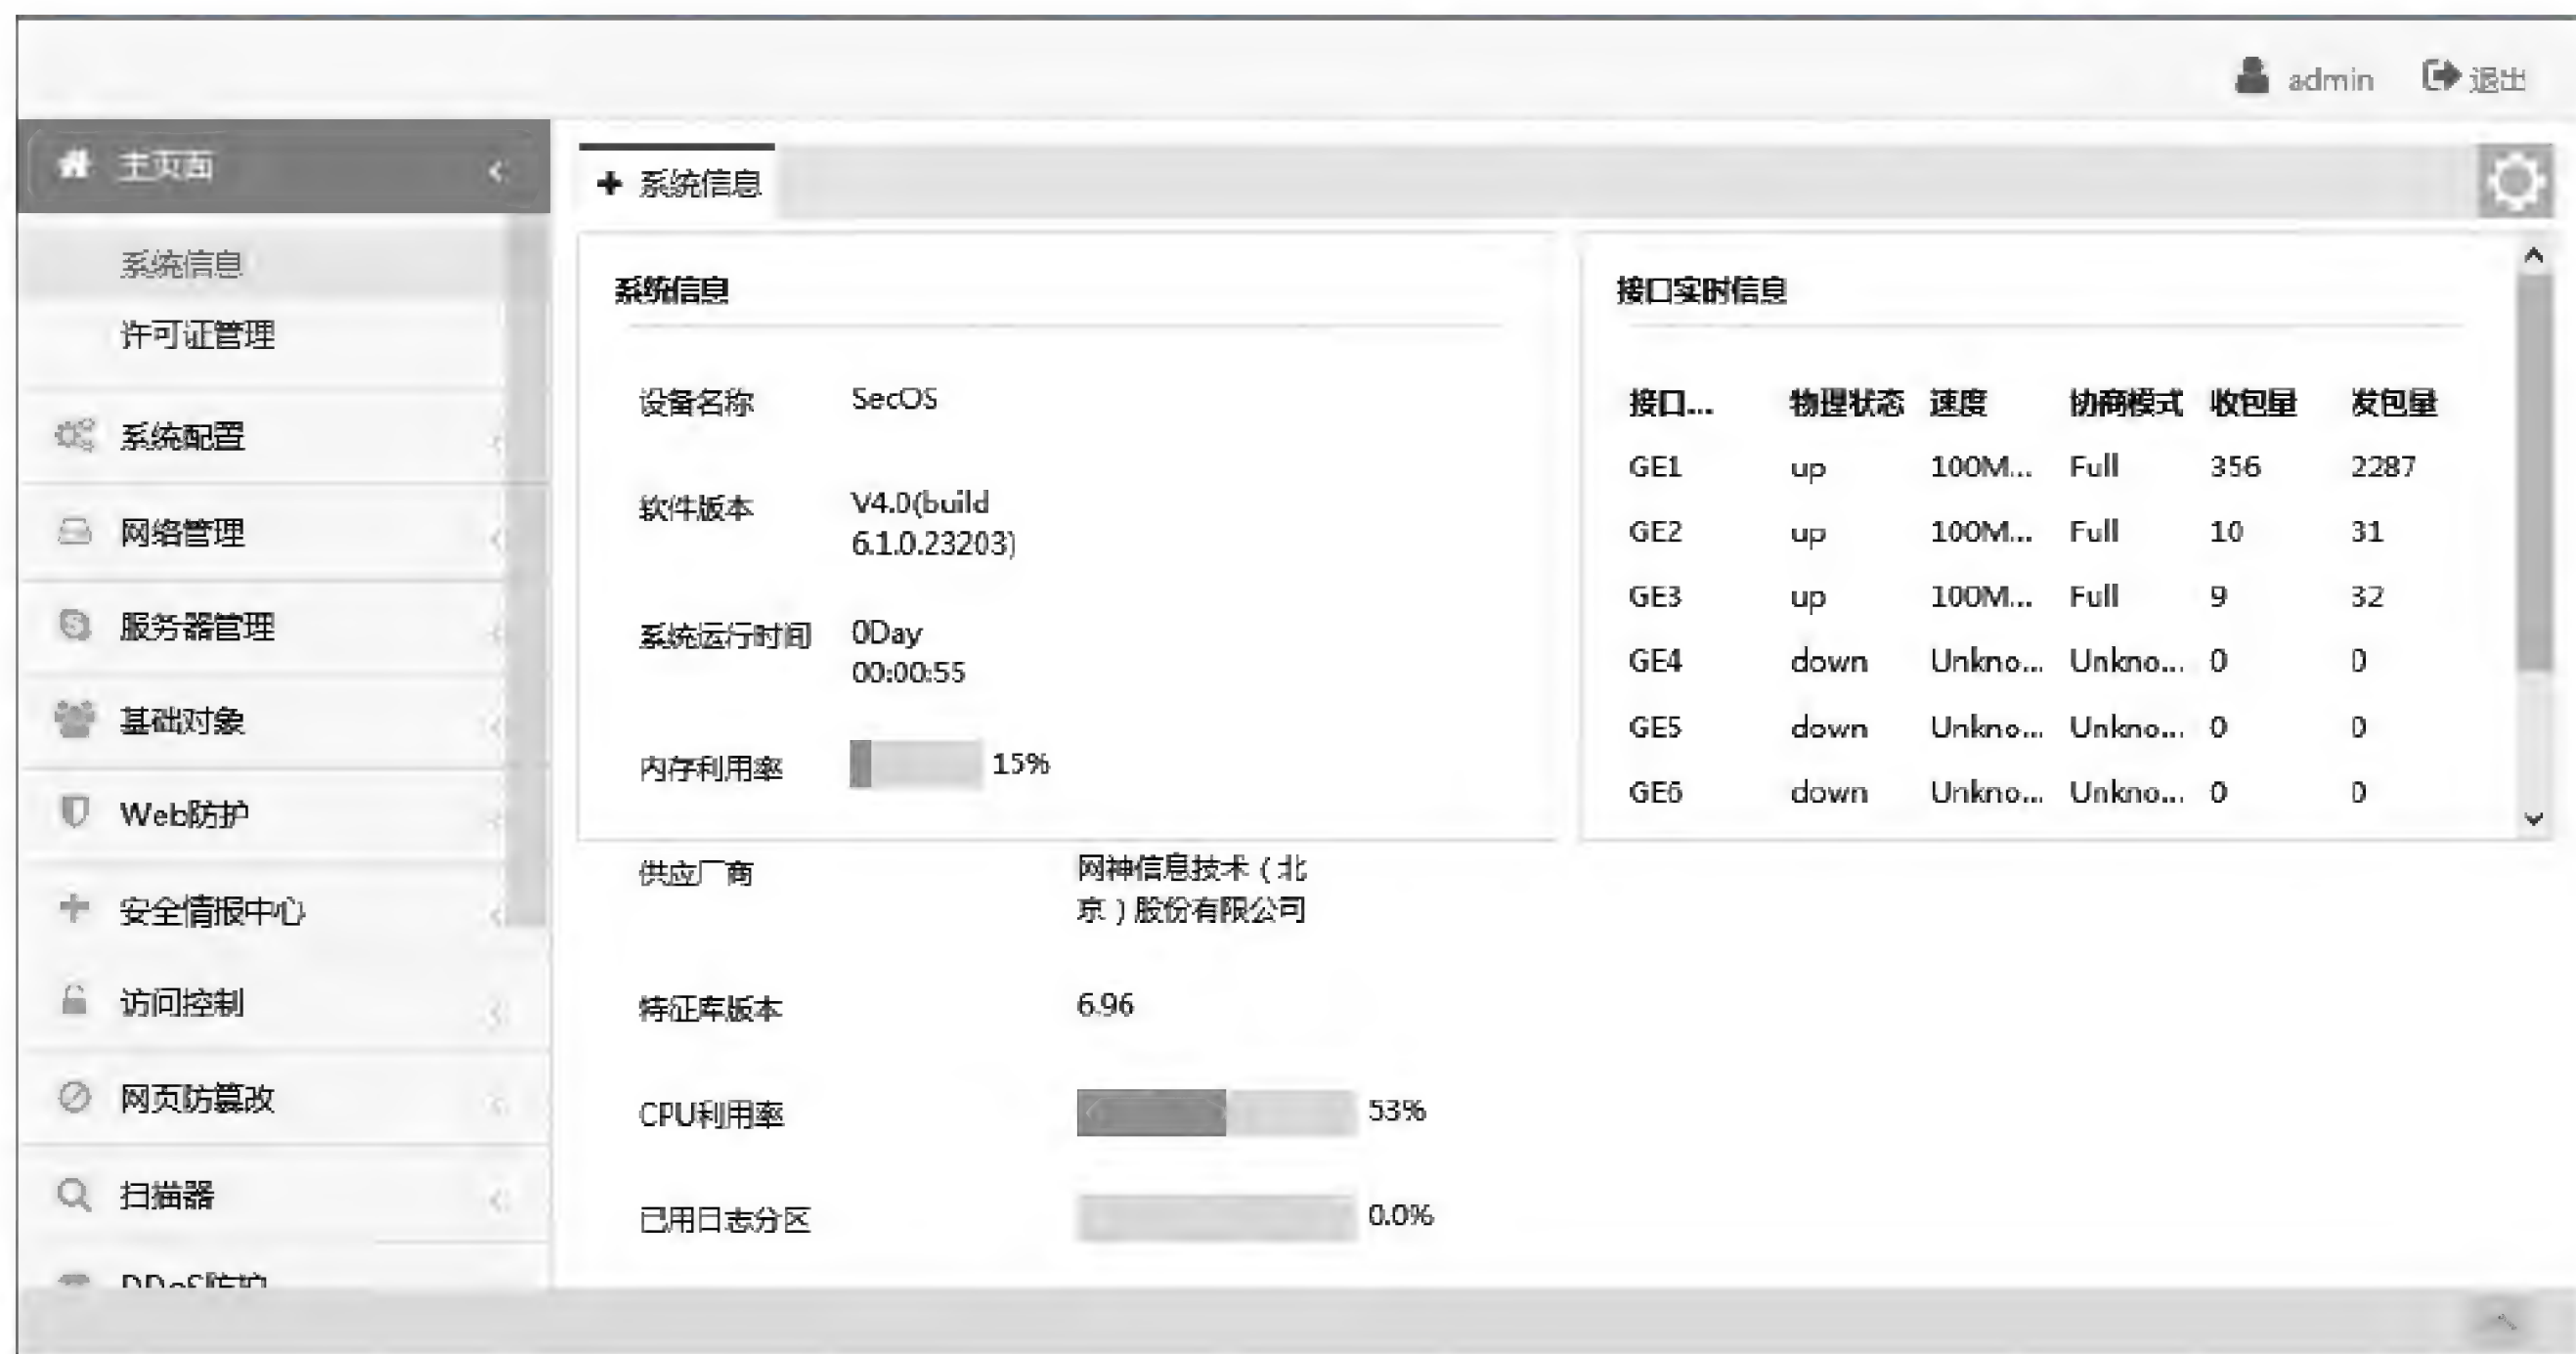 admin 退出
主页面
系统信息
许可证管理
系统配置
网络管理
服务器管理
基础对象
Web防护
安全情报中心
访问控制
网页防篡改
扫描器
DDoS防护
系统信息
系统信息
设备名称 SecOS
软件版本 V4.0(build
6.1.0.23203)
系统运行时间 0Day
00:00:55
内存利用率 15%
供应厂商 网神信息技术（北
京）股份有限公司
特征库版本 6.96
CPU利用率 53%
已用日志分区 0.0%
接口实时信息
接口... 物理状态 速度 协商模式 收包量 发包量
GE1 up 100M... Full 356 2287
GE2 up 100M... Full 10 31
GE3 up 100M... Full 9 32
GE4 down Unkno... Unkno... 0 0
GE5 down Unkno... Unkno... 0 0
GE6 down Unkno... Unkno... 0 0